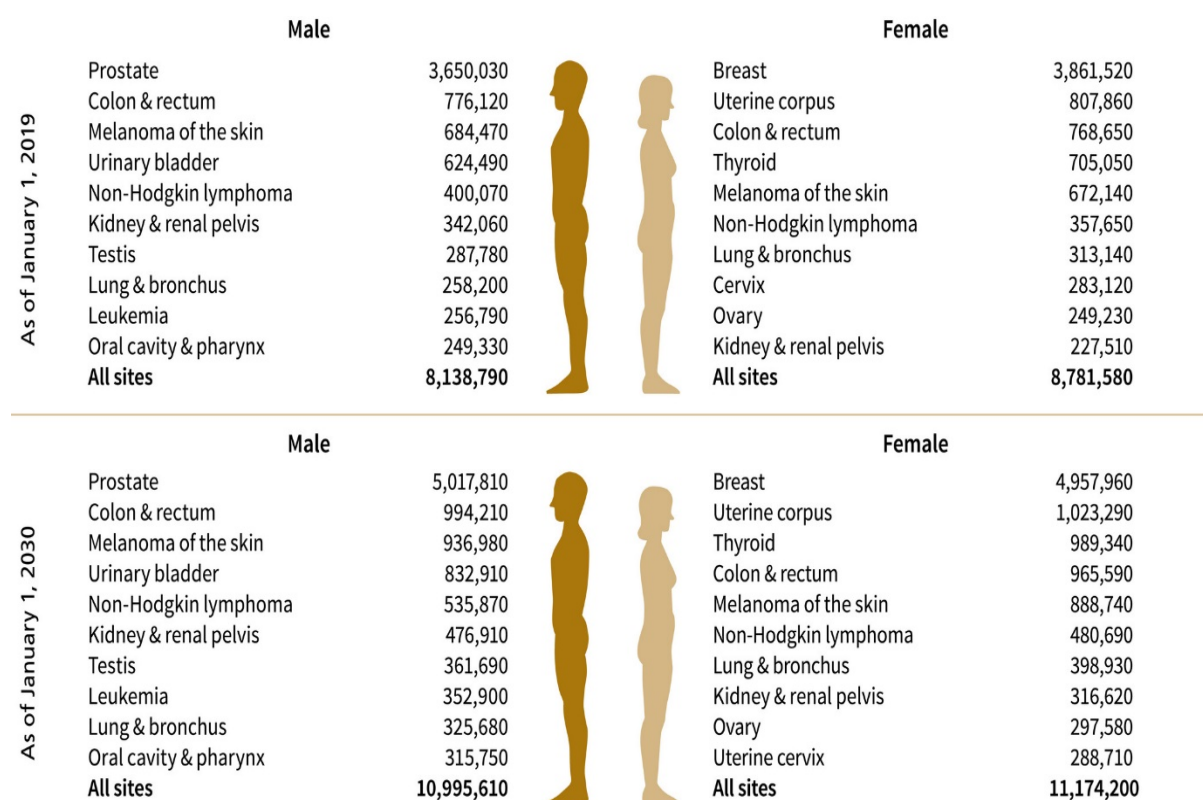 Male Female
As of January 1, 2019
Prostate 3,650,030 Breast 3,861,520
Colon & rectum 776,120 Uterine corpus 807,860
Melanoma of the skin 684,470 Colon & rectum 768,650
Urinary bladder 624,490 Thyroid 705,050
Non-Hodgkin lymphoma 400,070 Melanoma of the skin 672,140
Kidney & renal pelvis 342,060 Non-Hodgkin lymphoma 357,650
Testis 287,780 Lung & bronchus 313,140
Lung & bronchus 258,200 Cervix 283,120
Leukemia 256,790 Ovary 249,230
Oral cavity & pharynx 249,330 Kidney & renal pelvis 227,510
All sites 8,138,790 All sites 8,781,580
Male Female
As of January 1, 2030
Prostate 5,017,810 Breast 4,957,960
Colon & rectum 994,210 Uterine corpus 1,023,290
Melanoma of the skin 936,980 Thyroid 989,340
Urinary bladder 832,910 Colon & rectum 965,590
Non-Hodgkin lymphoma 535,870 Melanoma of the skin 888,740
Kidney & renal pelvis 476,910 Non-Hodgkin lymphoma 480,690
Testis 361,690 Lung & bronchus 398,930
Leukemia 352,900 Kidney & renal pelvis 316,620
Lung & bronchus 325,680 Ovary 297,580
Oral cavity & pharynx 315,750 Uterine cervix 288,710
All sites 10,995,610 All sites 11,174,200